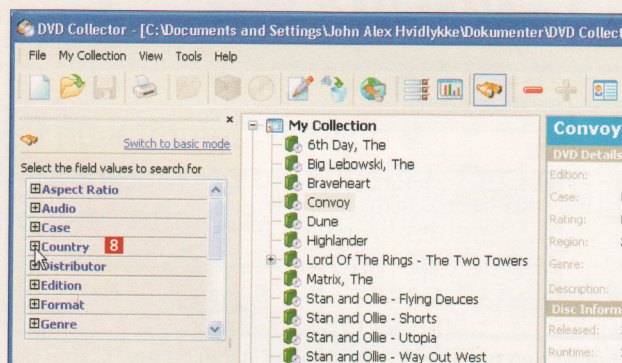 DVD Collector - [C:\Documents and Settings\John Alex Hvidlykke\Dokumenter\DVD Collect
File My Collection View Tools Help
Switch to basic mode
Select the field values to search for
Aspect Ratio
Audio
Case
Country 8
Distributor
Edition
Format
Genre
My Collection
6th Day, The
Big Lebowski, The
Braveheart
Convoy
Dune
Highlander
Lord Of The Rings - The Two Towers
Matrix, The
Stan and Ollie - Flying Deuces
Stan and Ollie - Shorts
Stan and Ollie - Utopia
Stan and Ollie - Way Out West
Convoy
DVD Details
Edition:
Case:
Rating:
Region:
Genre:
Description:
Disc Inform
Released:
Runtime: